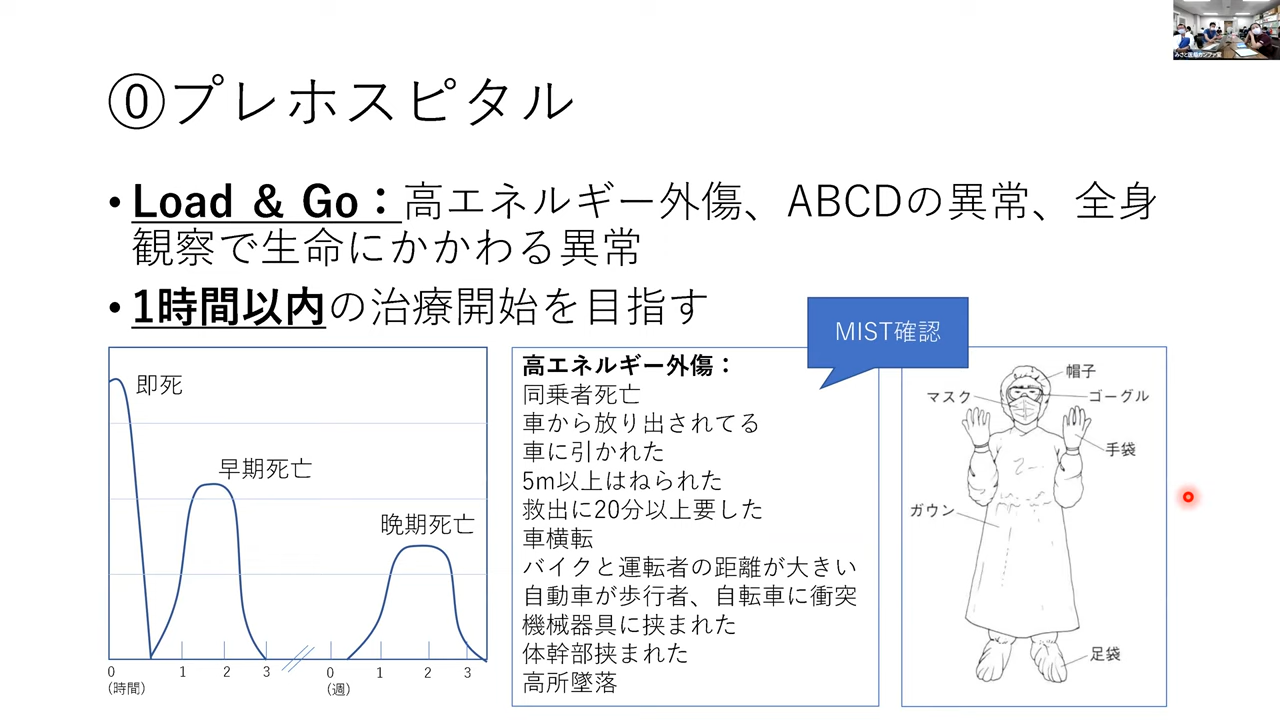 ⓪プレホスピタル
• Load & Go：高エネルギー外傷、ABCDの異常、全身
観察で生命にかかわる異常
• 1時間以内の治療開始を目指す
即死
早期死亡
晩期死亡
0 1 2 3 0 1 2 3
(時間) (週)
MIST確認
高エネルギー外傷：
同乗者死亡
車から放り出されてる
車に引かれた
5m以上はねられた
救出に20分以上要した
車横転
バイクと運転者の距離が大きい
自動車が歩行者、自転車に衝突
機械器具に挟まれた
体幹部挟まれた
高所墜落
帽子
マスク
ゴーグル
手袋
ガウン
足袋